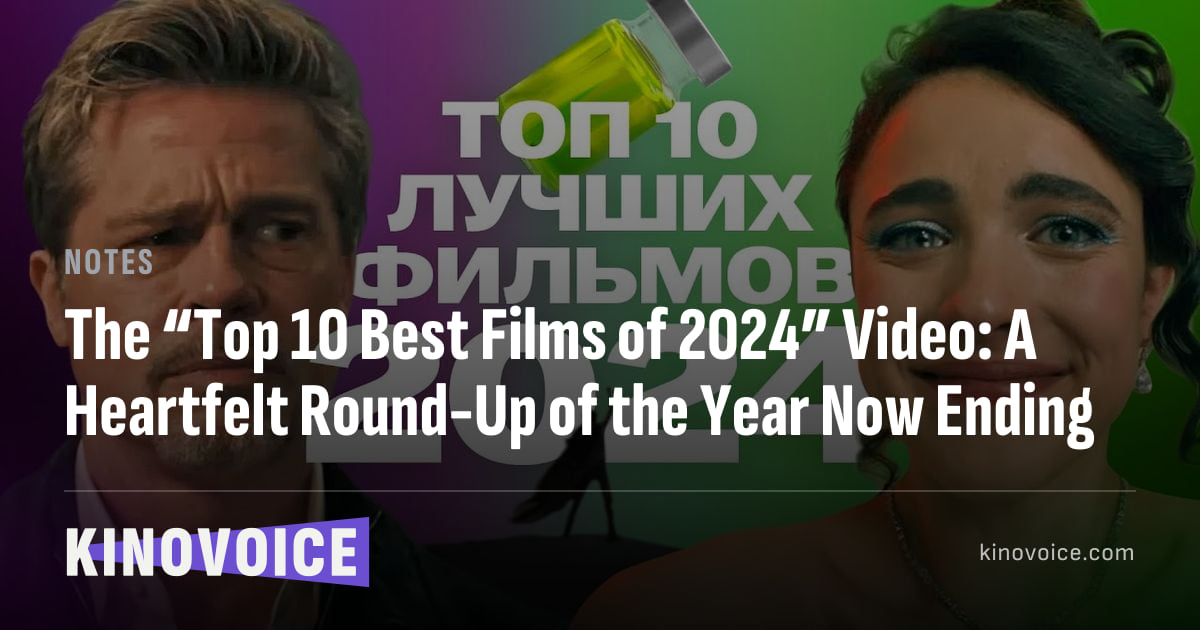 ТОП 10
ЛУЧШИХ
ФИЛЬМОВ
2024
NOTES
The “Top 10 Best Films of 2024” Video: A
Heartfelt Round-Up of the Year Now Ending
KINOVOICE
kinovoice.com